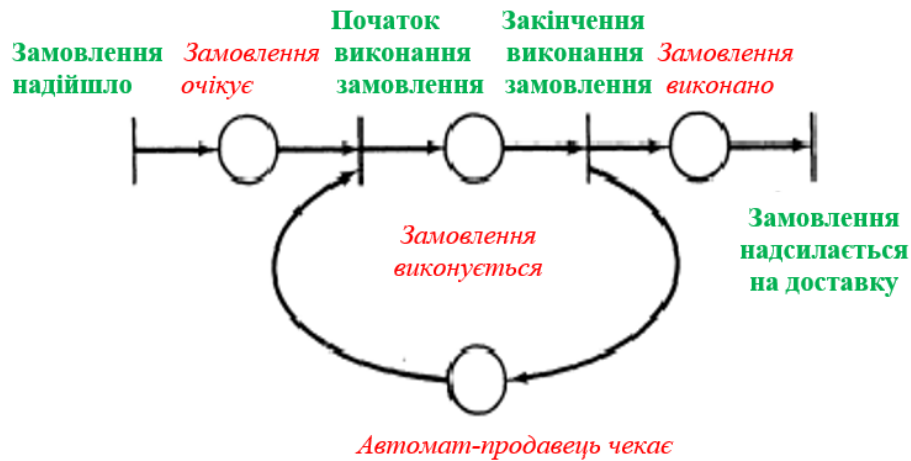 Замовлення
надійшло
Замовлення
очікує
Початок
виконання
замовлення
Закінчення
виконання
замовлення
Замовлення
виконано
Замовлення
виконується
Замовлення
надсилається
на доставку
Автомат-продавець чекає